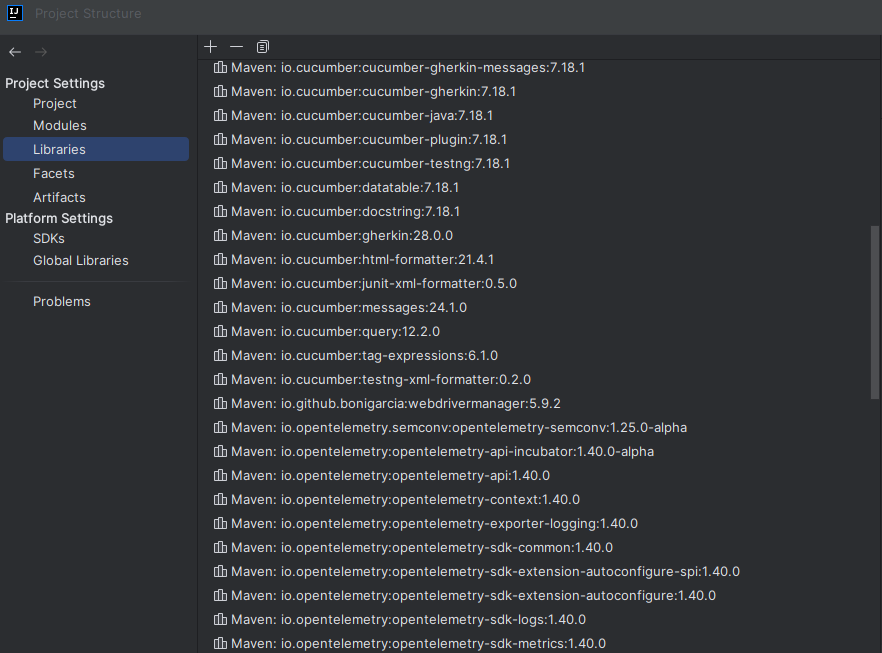 IJ
Project Structure
Project Settings
Project
Modules
Libraries
Facets
Artifacts
Platform Settings
SDKs
Global Libraries
Problems
Maven: io.cucumber:cucumber-gherkin-messages:7.18.1
Maven: io.cucumber:cucumber-gherkin:7.18.1
Maven: io.cucumber:cucumber-java:7.18.1
Maven: io.cucumber:cucumber-plugin:7.18.1
Maven: io.cucumber:cucumber-testng:7.18.1
Maven: io.cucumber:datatable:7.18.1
Maven: io.cucumber:docstring:7.18.1
Maven: io.cucumber:gherkin:28.0.0
Maven: io.cucumber:html-formatter:21.4.1
Maven: io.cucumber:junit-xml-formatter:0.5.0
Maven: io.cucumber:messages:24.1.0
Maven: io.cucumber:query:12.2.0
Maven: io.cucumber:tag-expressions:6.1.0
Maven: io.cucumber:testng-xml-formatter:0.2.0
Maven: io.github.bonigarcia:webdrivermanager:5.9.2
Maven: io.opentelemetry.semconv:opentelemetry-semconv:1.25.0-alpha
Maven: io.opentelemetry:opentelemetry-api-incubator:1.40.0-alpha
Maven: io.opentelemetry:opentelemetry-api:1.40.0
Maven: io.opentelemetry:opentelemetry-context:1.40.0
Maven: io.opentelemetry:opentelemetry-exporter-logging:1.40.0
Maven: io.opentelemetry:opentelemetry-sdk-common:1.40.0
Maven: io.opentelemetry:opentelemetry-sdk-extension-autoconfigure-spi:1.40.0
Maven: io.opentelemetry:opentelemetry-sdk-extension-autoconfigure:1.40.0
Maven: io.opentelemetry:opentelemetry-sdk-logs:1.40.0
Maven: io.opentelemetry:opentelemetry-sdk-metrics:1.40.0